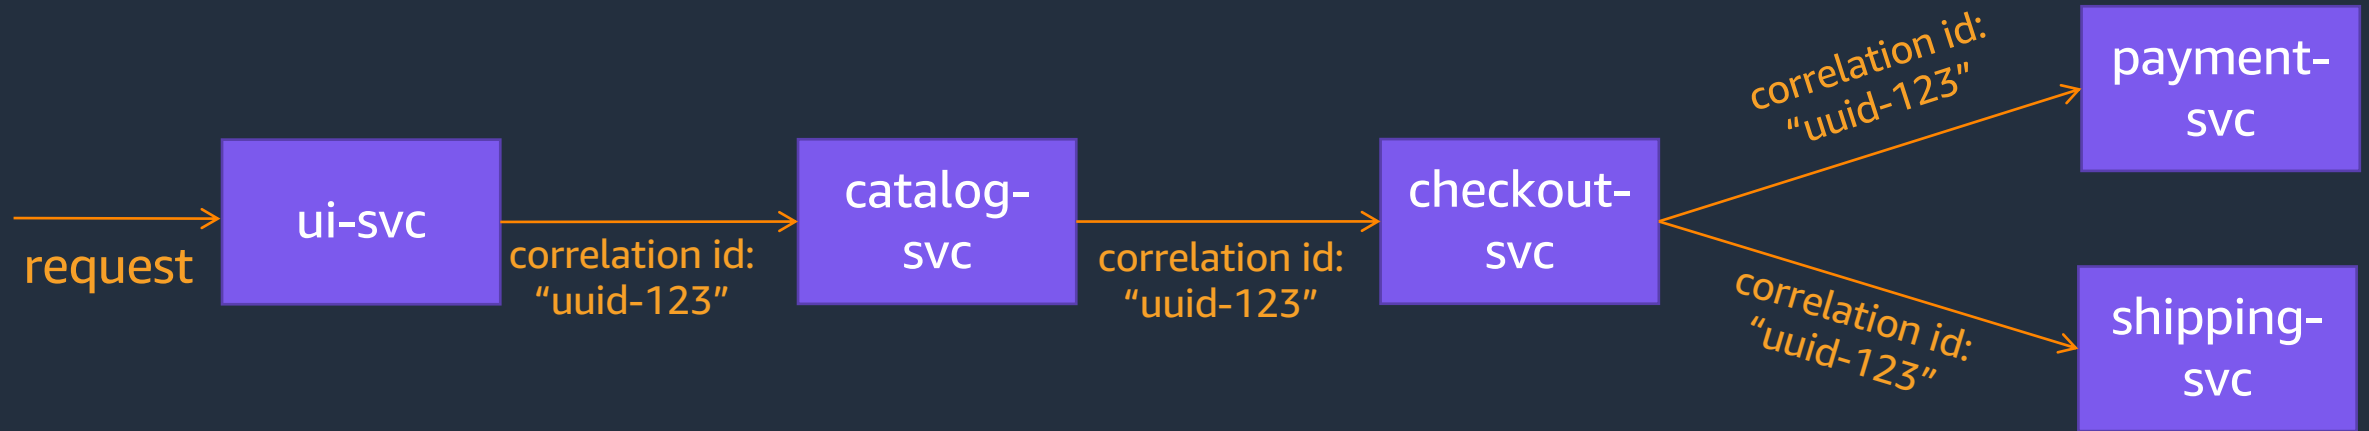 request
ui-svc
correlation id:
“uuid-123”
catalog-
svc
correlation id:
“uuid-123”
checkout-
svc
correlation id:
“uuid-123”
payment-
svc
correlation id:
“uuid-123”
shipping-
svc